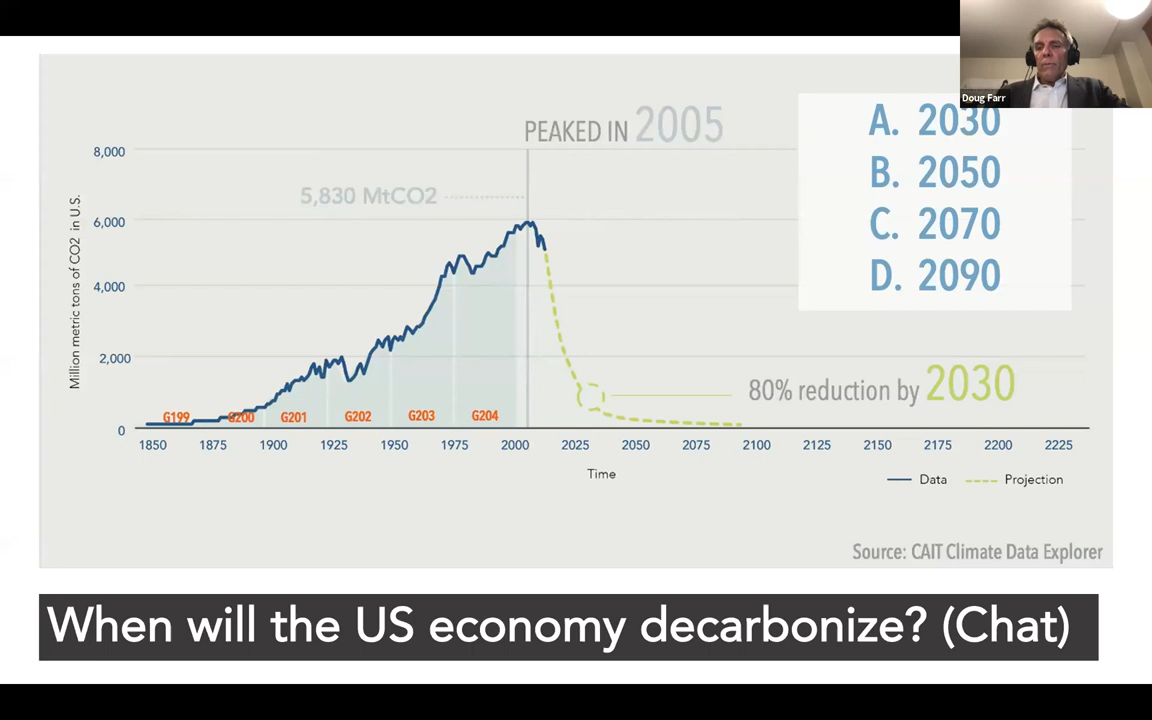 Doug Farr
PEAKED IN 2005
A. 2030
B. 2050
C. 2070
D. 2090
5,830 MtCO2
Million metric tons of CO2 in U.S.
8,000
6,000
4,000
2,000
0
80% reduction by 2030
G199
G200
G201
G202
G203
G204
1850
1875
1900
1925
1950
1975
2000
2025
2050
2075
2100
2125
2150
2175
2200
2225
Time
Data
Projection
Source: CAIT Climate Data Explorer
When will the US economy decarbonize? (Chat)